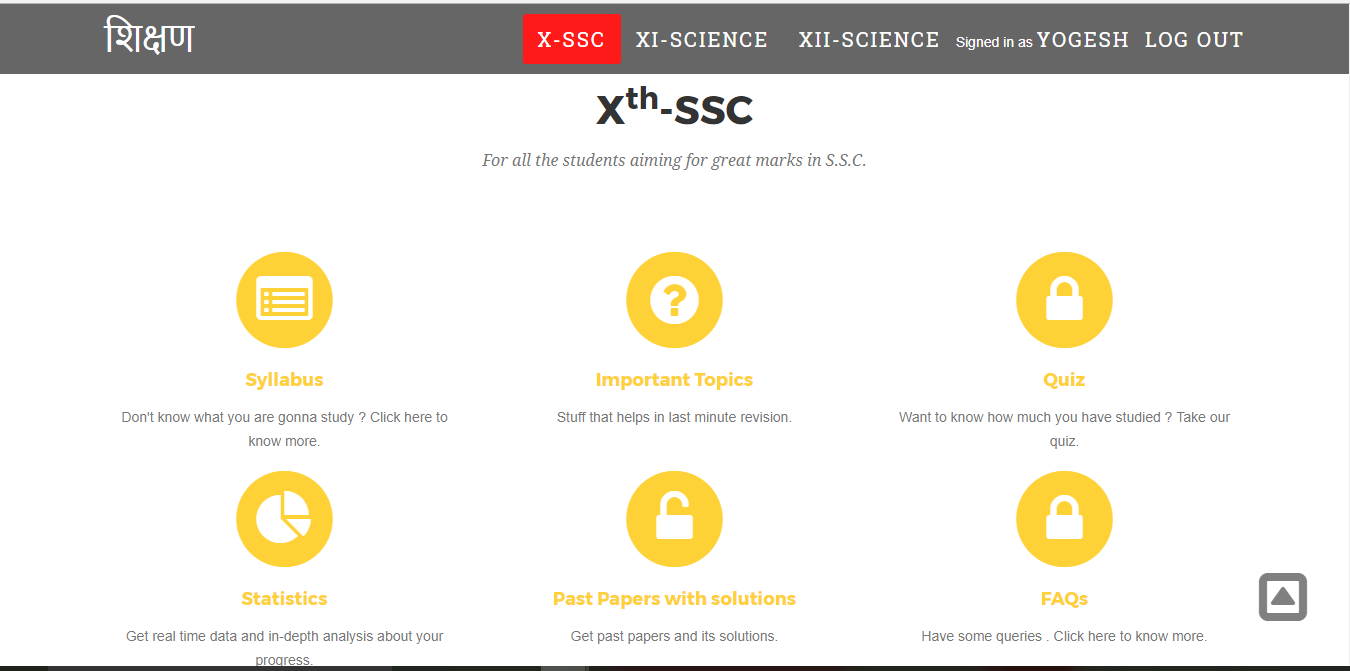 शिक्षण
X-SSC XI-SCIENCE XII-SCIENCE Signed in as YOGESH LOG OUT
Xth-SSC
For all the students aiming for great marks in S.S.C.
Syllabus
Don't know what you are gonna study ? Click here to
know more.
Important Topics
Stuff that helps in last minute revision.
Quiz
Want to know how much you have studied ? Take our
quiz.
Statistics
Get real time data and in-depth analysis about your
progress.
Past Papers with solutions
Get past papers and its solutions.
FAQs
Have some queries . Click here to know more.